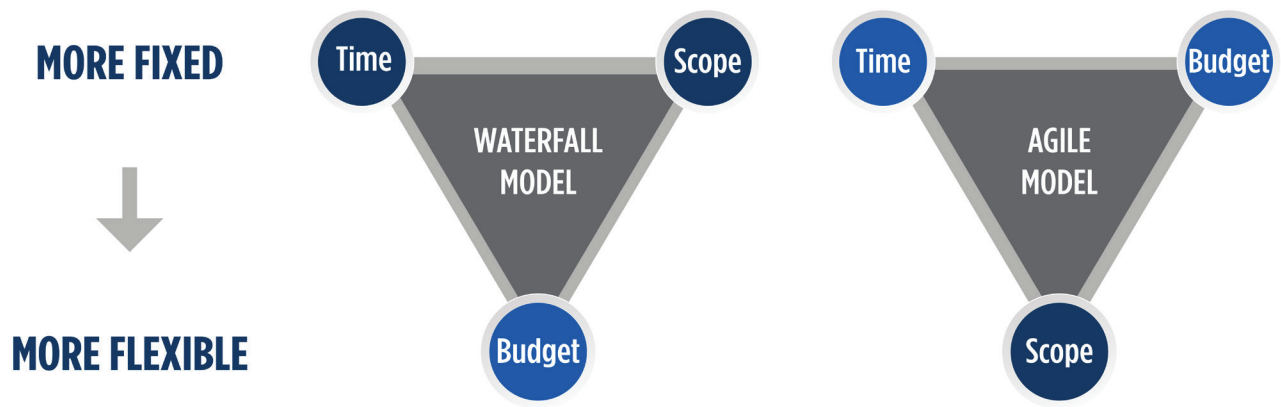 MORE FIXED
Time
Scope
WATERFALL
MODEL
Budget
Time
Budget
AGILE
MODEL
Scope
MORE FLEXIBLE